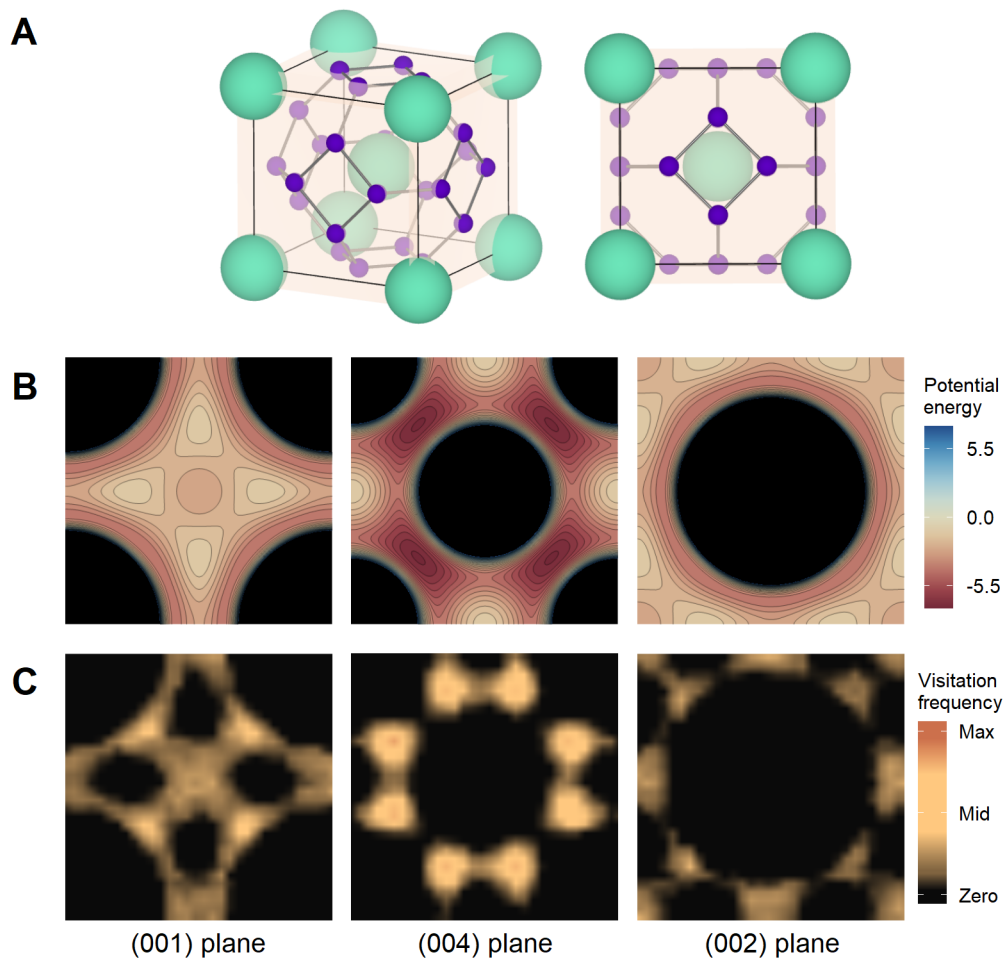 A
B
Potential
energy
5.5
0.0
-5.5
C
Visitation
frequency
Max
Mid
Zero
(001) plane
(004) plane
(002) plane